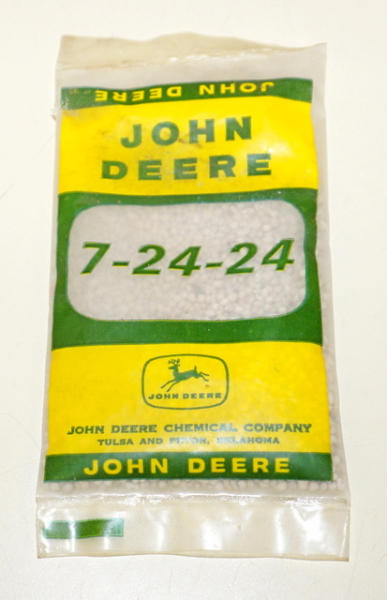 JOHN DEERE
JOHN
DEERE
7-24-24
JOHN DEERE
JOHN DEERE CHEMICAL COMPANY
TULSA AND PRYOR, OKLAHOMA
JOHN DEERE